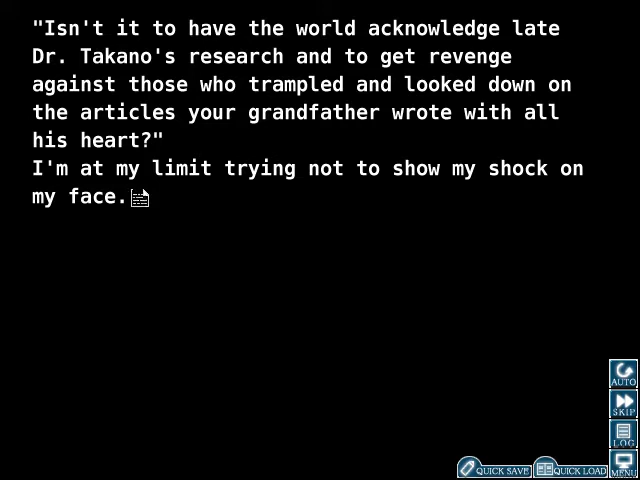 "Isn't it to have the world acknowledge late
Dr. Takano's research and to get revenge
against those who trampled and looked down on
the articles your grandfather wrote with all
his heart?"
I'm at my limit trying not to show my shock on
my face.
AUTO
SKIP
LOG
MENU
QUICK SAVE
QUICK LOAD